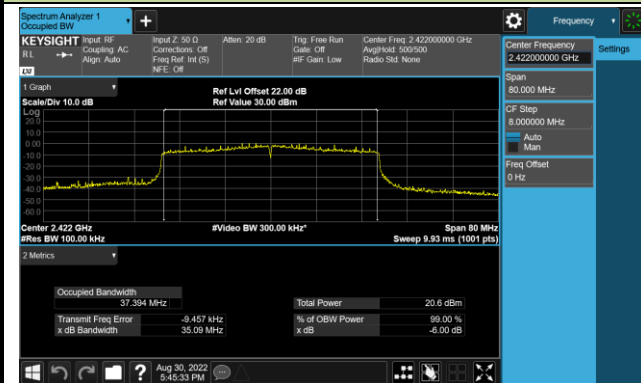 Spectrum Analyzer 1
Occupied BW
Frequency
KEYSIGHT
Input: RF
Input Z: 50 Ω
Atten: 20 dB
Trig: Free Run
Center Freq: 2.422000000 GHz
RL
Coupling: AC
Corrections: Off
Gate: Off
Avg|Hold: 500/500
Align: Auto
Freq Ref: Int (S)
#IF Gain: Low
Radio Std: None
LXI
NFE: Off
Center Frequency
2.422000000 GHz
Settings
Span
80.000 MHz
CF Step
8.000000 MHz
Auto
Man
Freq Offset
0 Hz
1 Graph
Ref Lvl Offset 22.00 dB
Scale/Div 10.0 dB
Ref Value 30.00 dBm
Log
20.0
10.0
0.00
-10.0
-20.0
-30.0
-40.0
-50.0
-60.0
Center 2.422 GHz
#Video BW 300.00 kHz*
Span 80 MHz
#Res BW 100.00 kHz
Sweep 9.93 ms (1001 pts)
2 Metrics
Occupied Bandwidth
37.394 MHz
Total Power
20.6 dBm
Transmit Freq Error
-9.457 kHz
% of OBW Power
99.00 %
x dB Bandwidth
35.09 MHz
x dB
-6.00 dB
?
Aug 30, 2022
5:45:33 PM